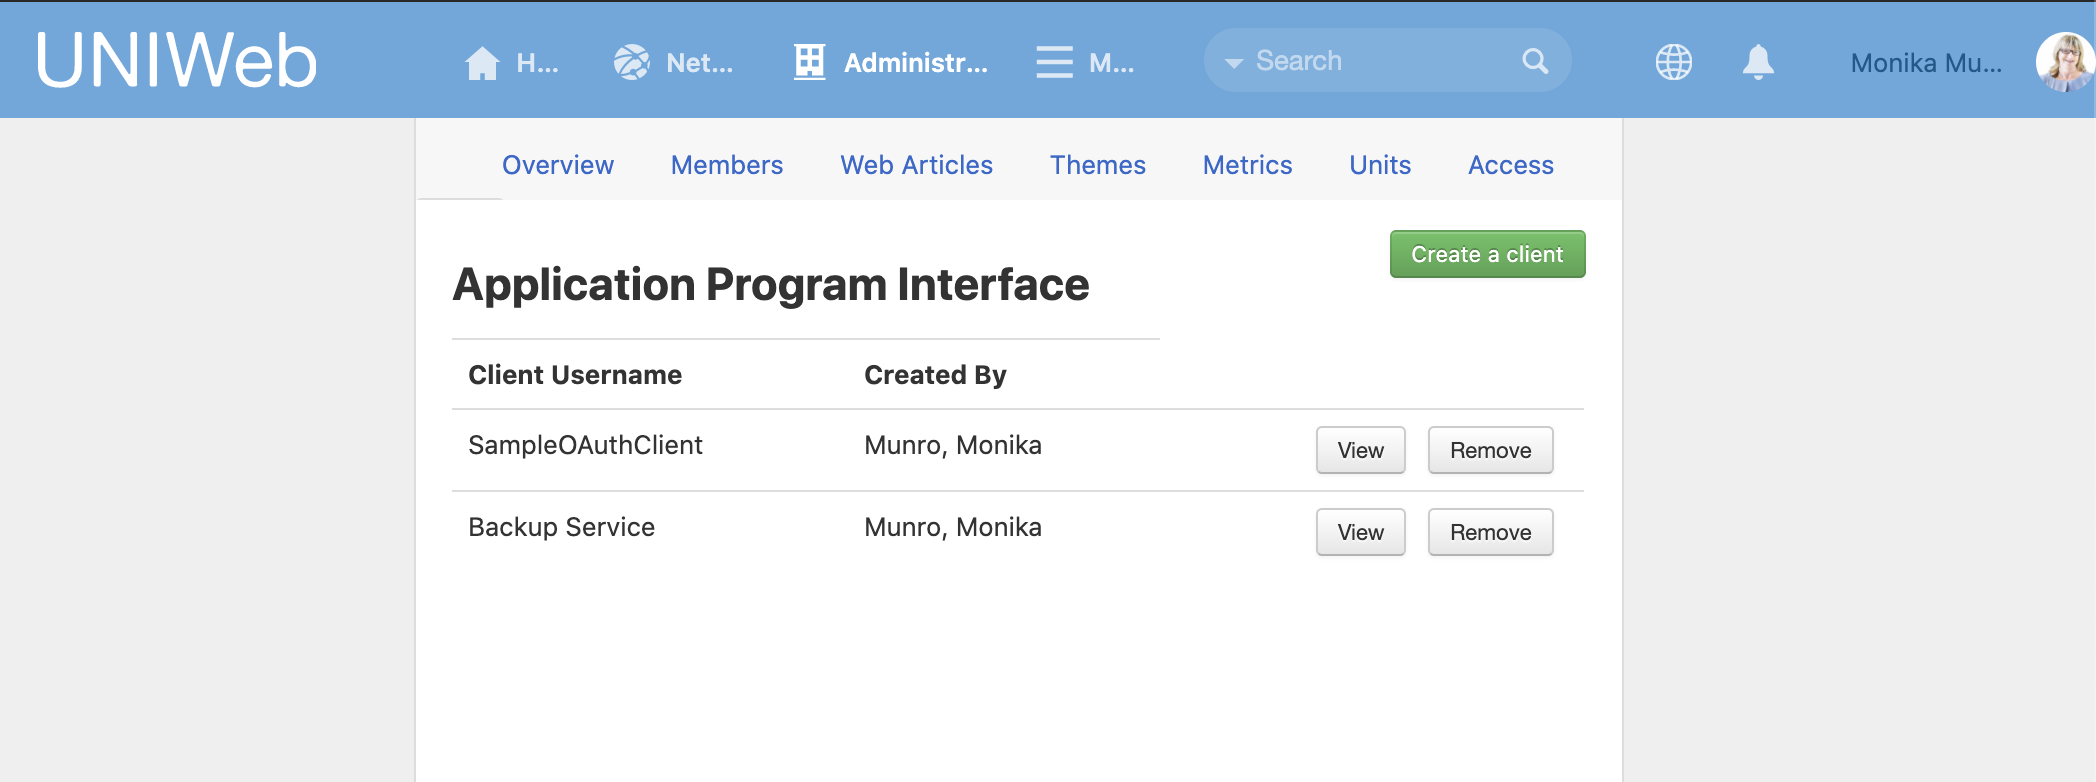 UNIWeb H... Net... Administr... M... Search Monika Mu...
Overview Members Web Articles Themes Metrics Units Access
Create a client
Application Program Interface
Client Username Created By
SampleOAuthClient Munro, Monika View Remove
Backup Service Munro, Monika View Remove